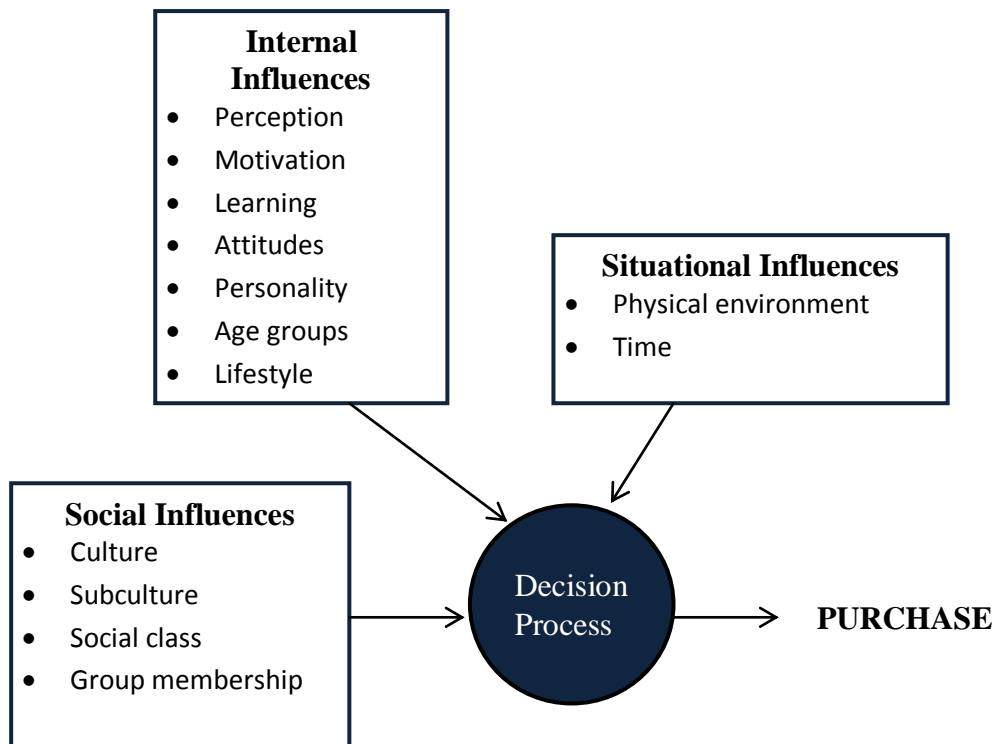 Internal
Influences
• Perception
• Motivation
• Learning
• Attitudes
• Personality
• Age groups
• Lifestyle
Situational Influences
• Physical environment
• Time
Social Influences
• Culture
• Subculture
• Social class
• Group membership
Decision
Process
PURCHASE